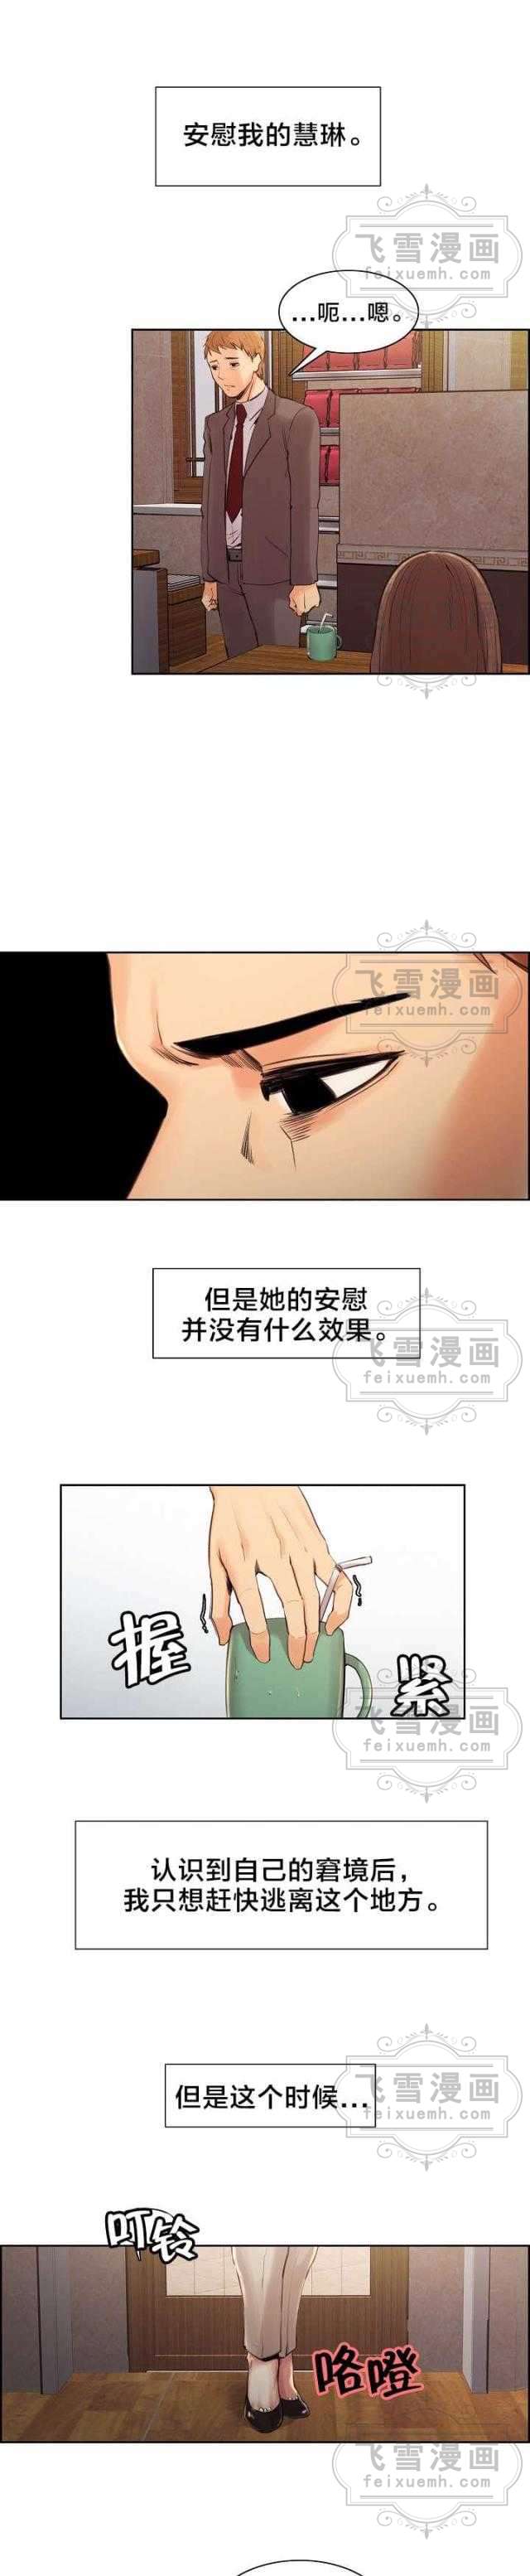 安慰我的慧琳。
飞雪漫画
feixuemh.com
...呃...嗯。
飞雪漫画
feixuemh.com
但是她的安慰
并没有什么效果。
飞雪漫画
feixuemh.com
握
紧
飞雪漫画
feixuemh.com
认识到自己的窘境后，
我只想赶快逃离这个地方。
飞雪漫画
feixuemh.com
但是这个时候...
叮铃
咯噔
飞雪漫画
feixuemh.com